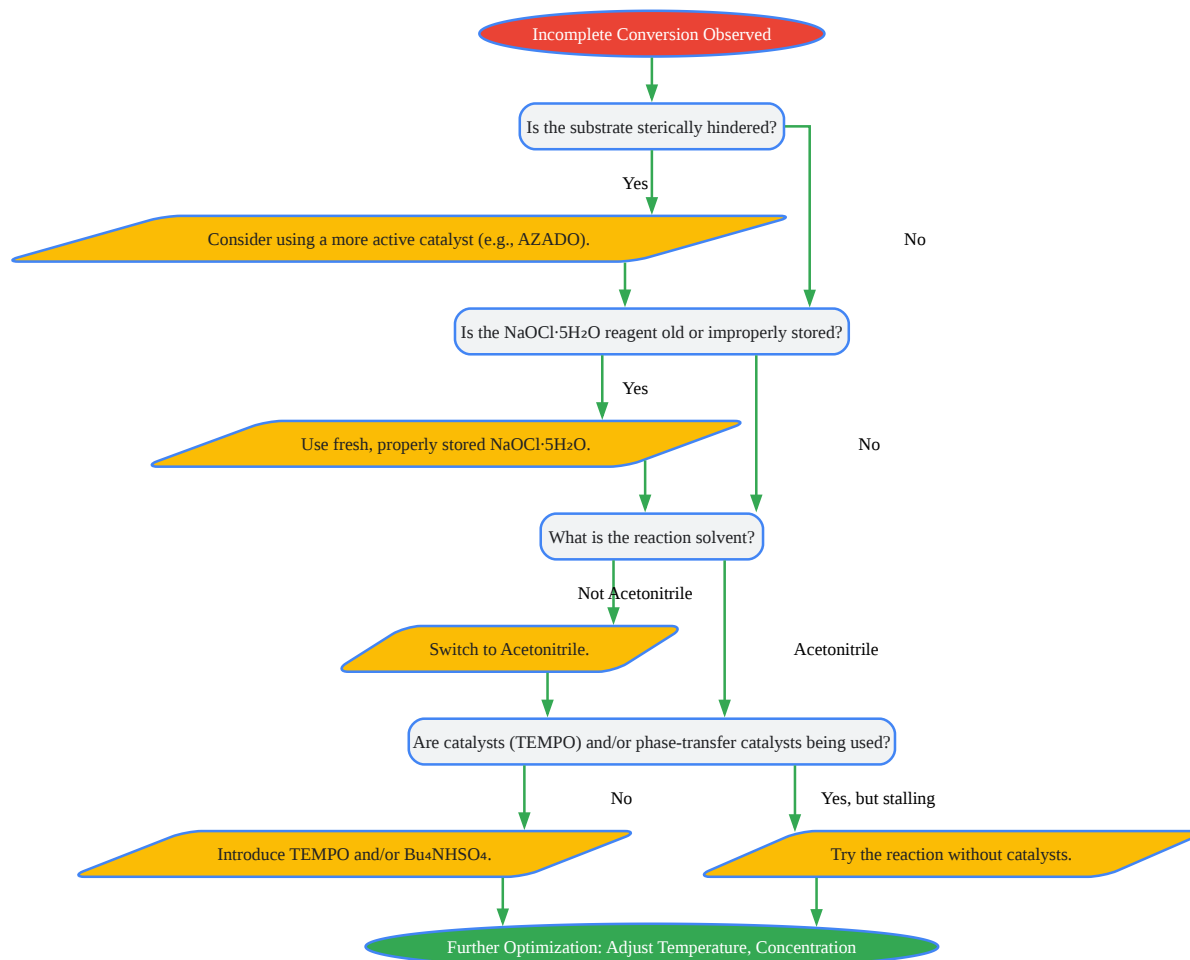 Incomplete Conversion Observed
Is the substrate sterically hindered?
Yes
Consider using a more active catalyst (e.g., AZADO).
No
Is the NaOCl·5H₂O reagent old or improperly stored?
Yes
Use fresh, properly stored NaOCl·5H₂O.
No
What is the reaction solvent?
Not Acetonitrile
Switch to Acetonitrile.
Acetonitrile
Are catalysts (TEMPO) and/or phase-transfer catalysts being used?
No
Yes, but stalling
Introduce TEMPO and/or Bu₄NHSO₄.
Try the reaction without catalysts.
Further Optimization: Adjust Temperature, Concentration